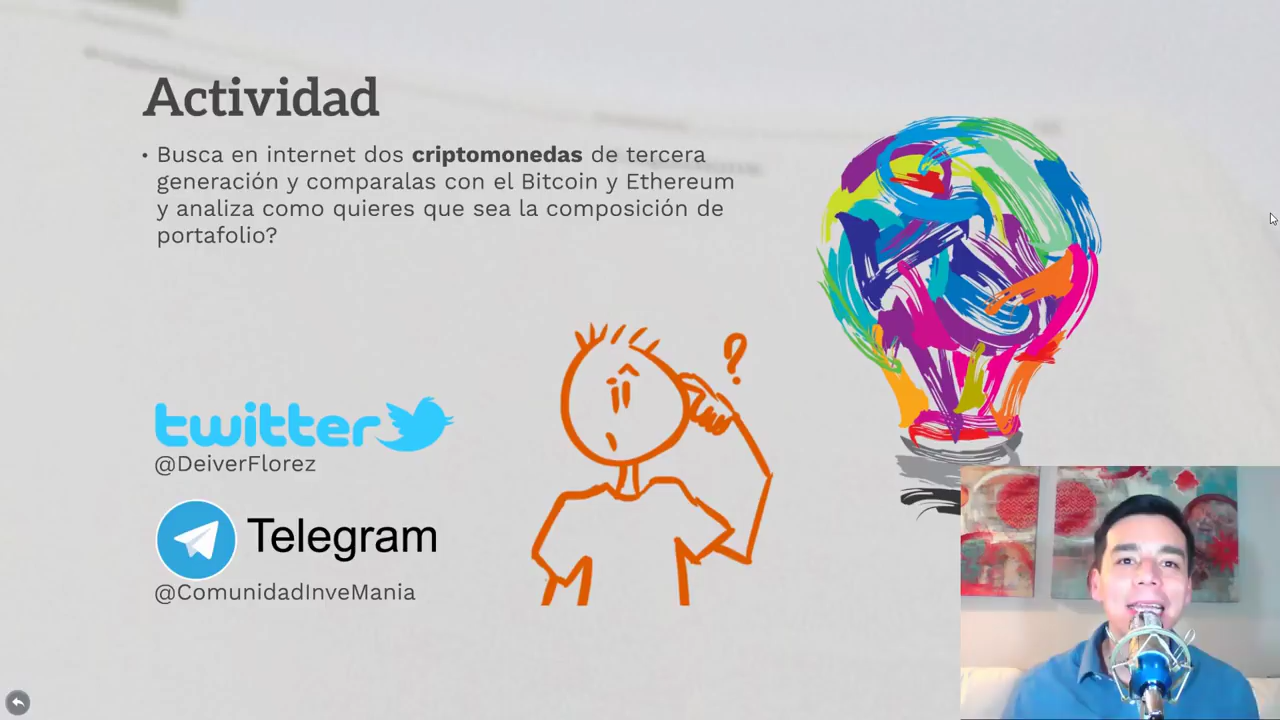 Actividad
• Busca en internet dos criptomonedas de tercera
generación y comparalas con el Bitcoin y Ethereum
y analiza como quieres que sea la composición de
portafolio?
?
twitter
@DeiverFlorez
Telegram
@ComunidadInveMania